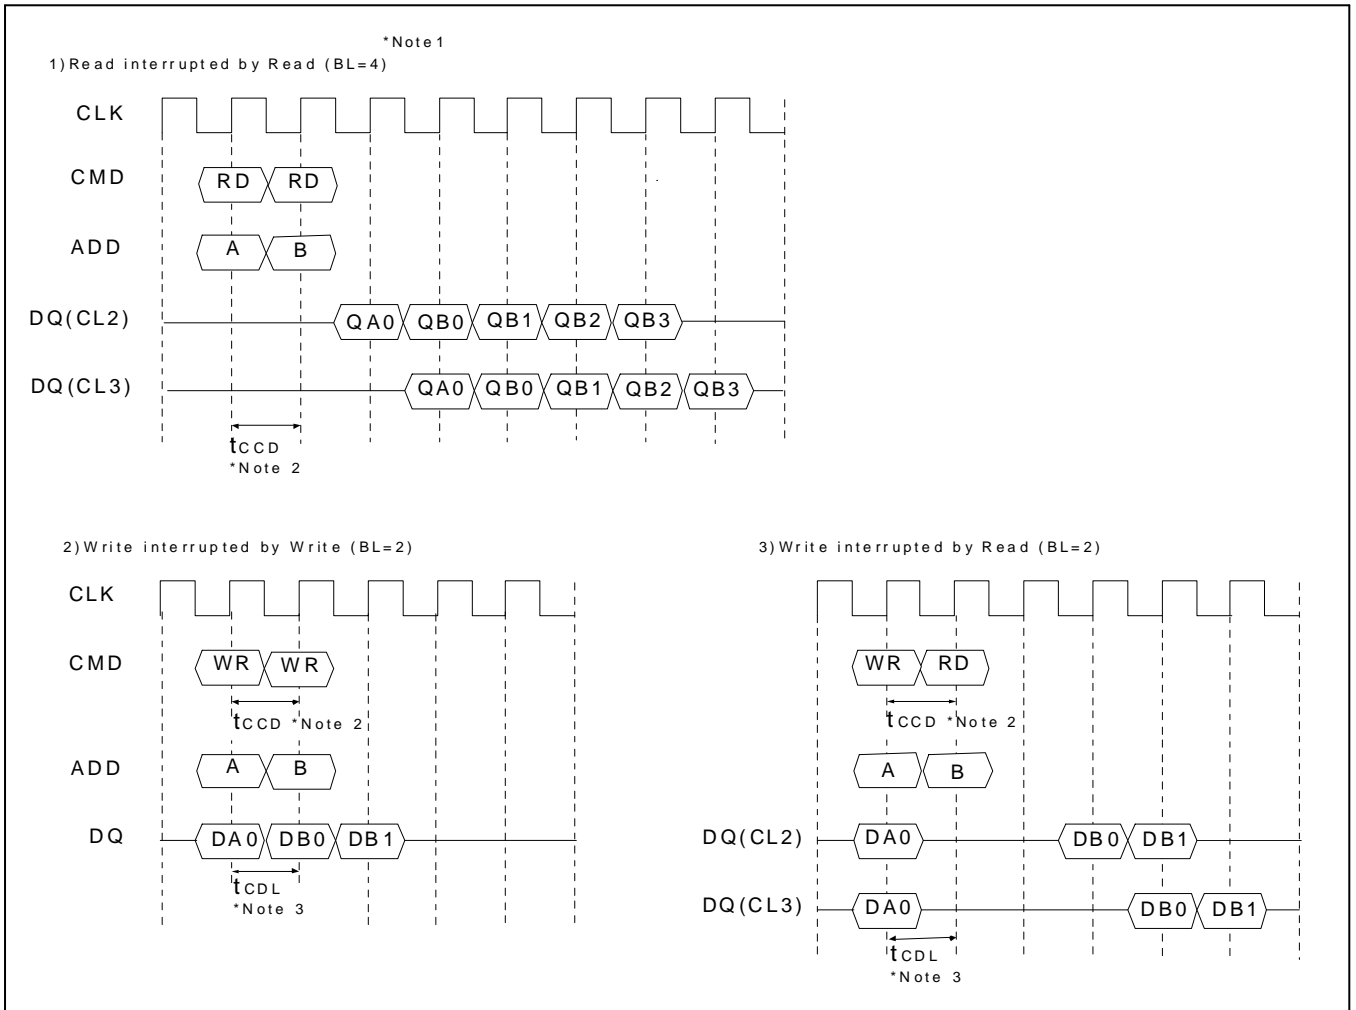 *Note1
1)Read interrupted by Read (BL=4)
CLK
CMD RD RD
ADD A B
DQ(CL2) QA0 QB0 QB1 QB2 QB3
DQ(CL3) QA0 QB0 QB1 QB2 QB3
tCCD
*Note 2
2)Write interrupted by Write (BL=2)
CLK
CMD WR WR
tCCD *Note 2
ADD A B
DQ DA0 DB0 DB1
tCDL
*Note 3
3)Write interrupted by Read (BL=2)
WR RD
tCCD *Note 2
A B
DQ(CL2) DA0 DB0 DB1
DQ(CL3) DA0 DB0 DB1
tCDL
*Note 3